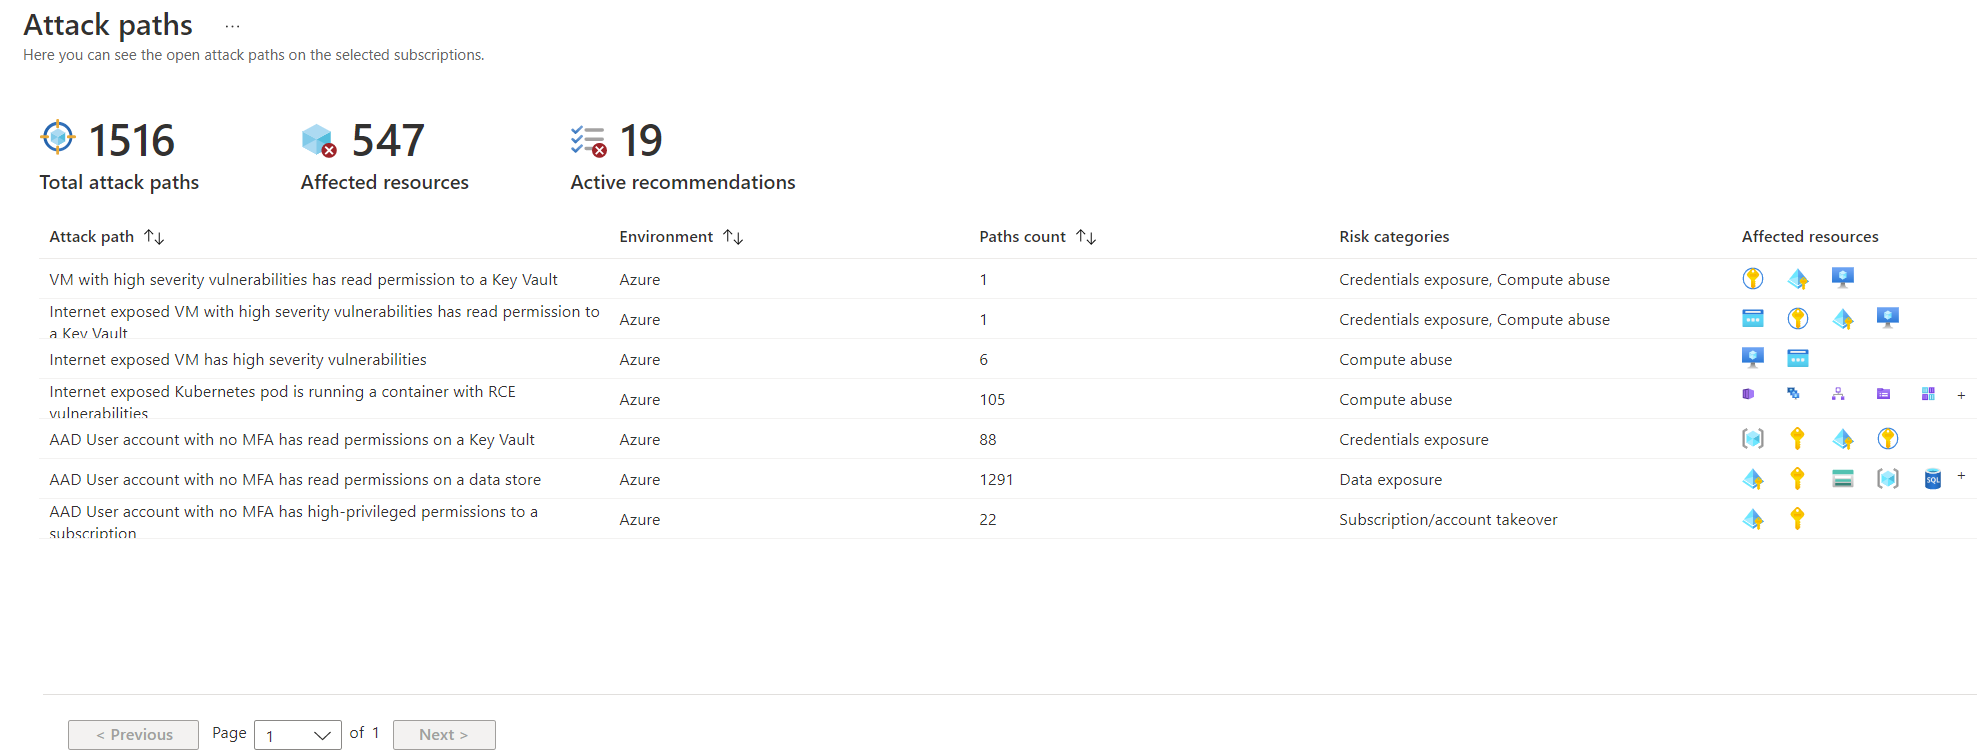 Attack paths ...
Here you can see the open attack paths on the selected subscriptions.
1516
Total attack paths
547
Affected resources
19
Active recommendations
Attack path ↑↓ Environment ↑↓ Paths count ↑↓ Risk categories Affected resources
VM with high severity vulnerabilities has read permission to a Key Vault Azure 1 Credentials exposure, Compute abuse
Internet exposed VM with high severity vulnerabilities has read permission to
a Key Vault
Azure 1 Credentials exposure, Compute abuse
Internet exposed VM has high severity vulnerabilities Azure 6 Compute abuse
Internet exposed Kubernetes pod is running a container with RCE
vulnerabilities
Azure 105 Compute abuse +
AAD User account with no MFA has read permissions on a Key Vault Azure 88 Credentials exposure
AAD User account with no MFA has read permissions on a data store Azure 1291 Data exposure SQL +
AAD User account with no MFA has high-privileged permissions to a
subscription
Azure 22 Subscription/account takeover
< Previous Page 1 of 1 Next >